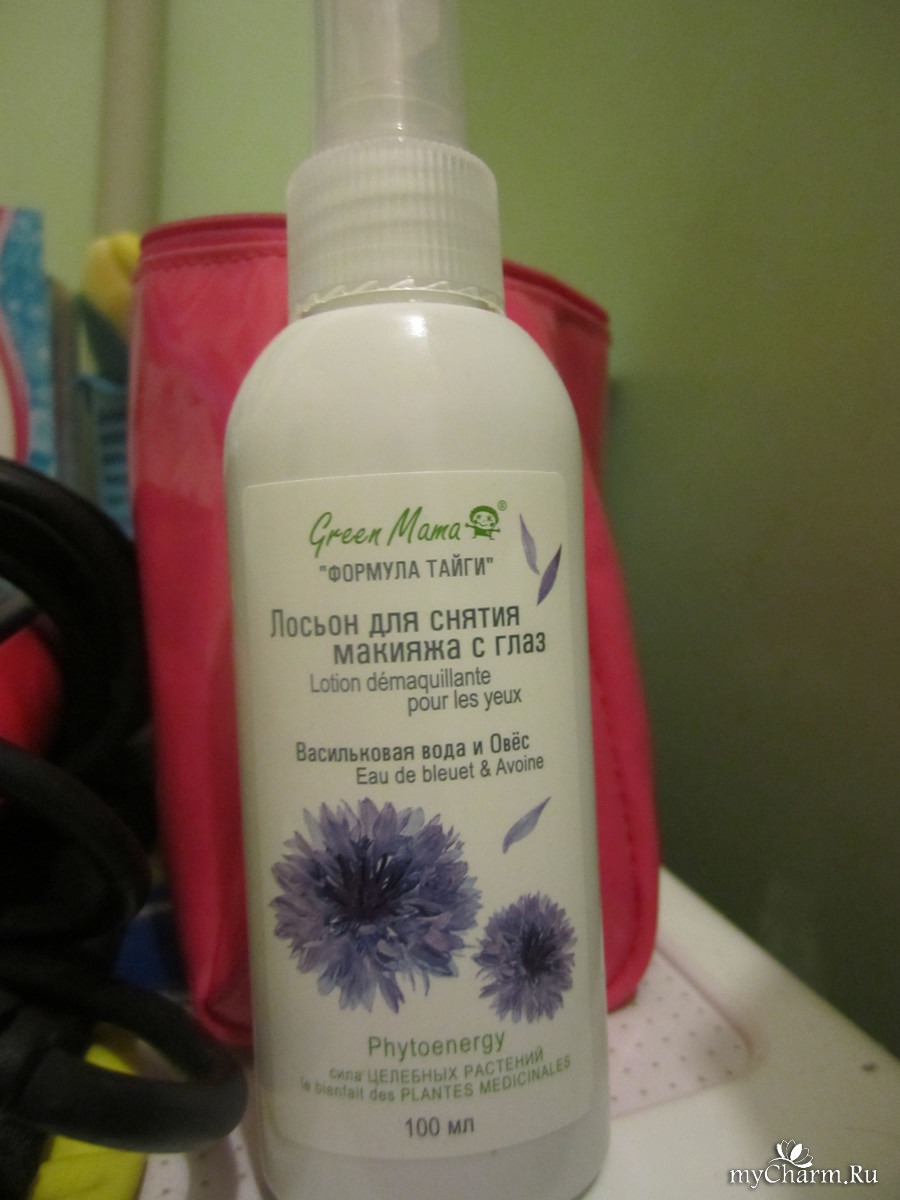 Green Mama®
"ФОРМУЛА ТАЙГИ"
Лосьон для снятия
макияжа с глаз
Lotion démaquillante
pour les yeux
Васильковая вода и Овёс
Eau de bleuet & Avoine
Phytoenergy
сила ЦЕЛЕБНЫХ РАСТЕНИЙ
le bienfait des PLANTES MEDICINALES
100 мл
myCharm.Ru